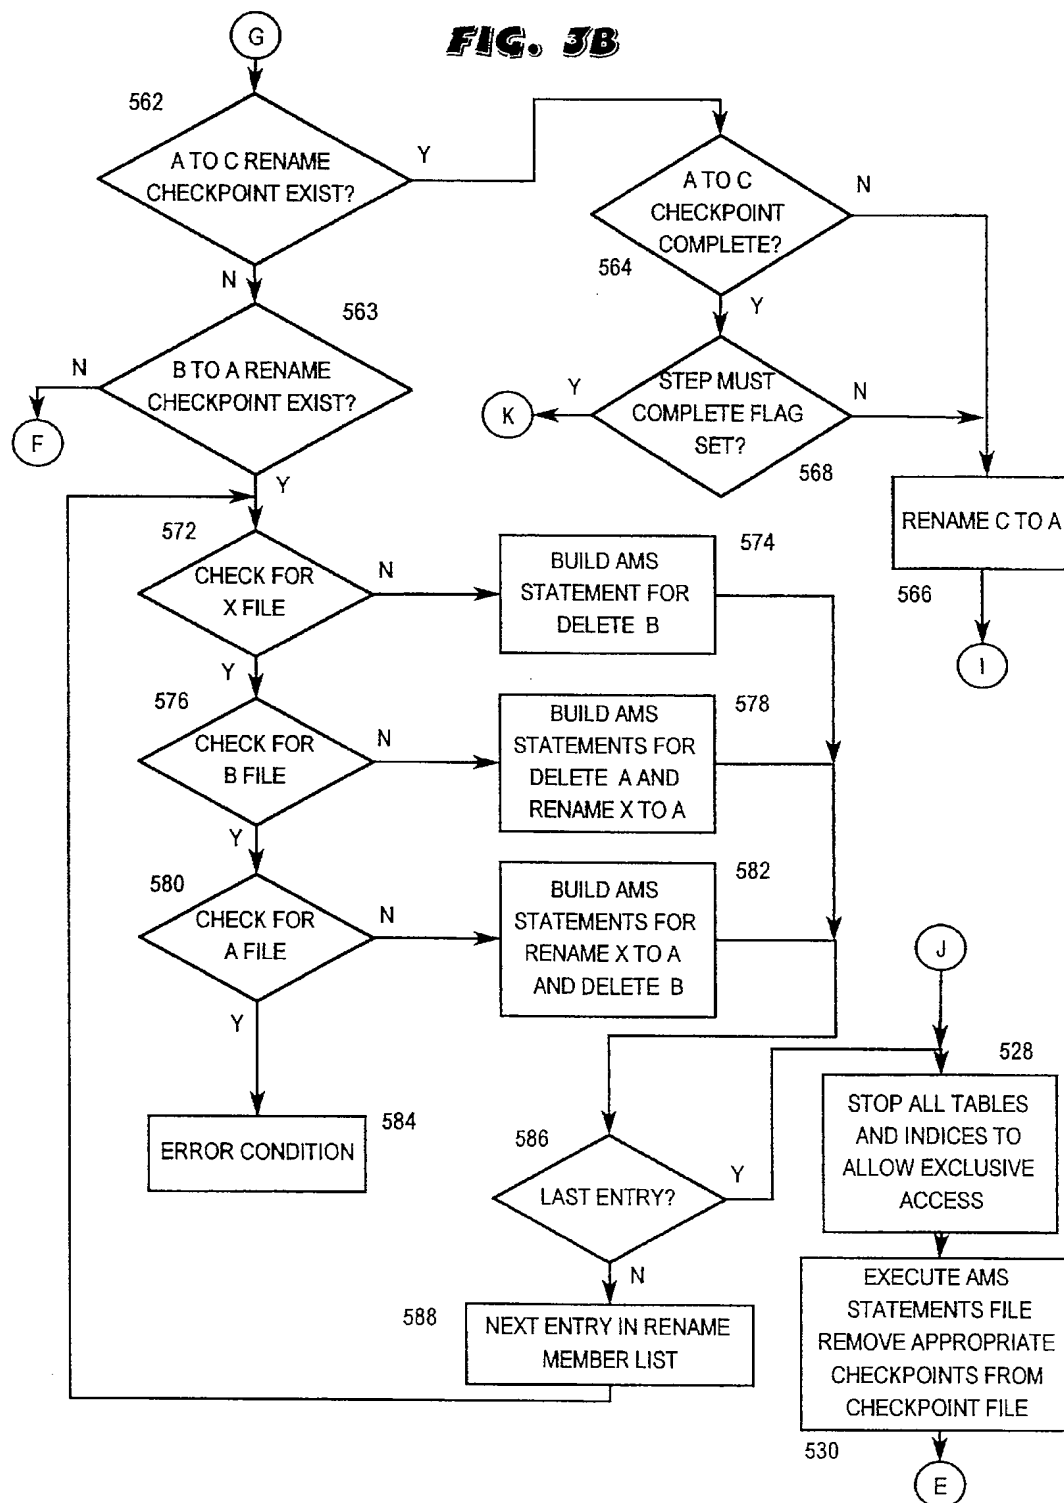 G
FIG. 3B
562
A TO C RENAME
CHECKPOINT EXIST?
Y
N
A TO C
CHECKPOINT
COMPLETE?
N
564
Y
563
B TO A RENAME
CHECKPOINT EXIST?
N
F
Y
STEP MUST
COMPLETE FLAG
SET?
Y
K
N
568
RENAME C TO A
566
I
572
CHECK FOR
X FILE
N
Y
BUILD AMS
STATEMENT FOR
DELETE B
574
576
CHECK FOR
B FILE
N
Y
BUILD AMS
STATEMENTS FOR
DELETE A AND
RENAME X TO A
578
580
CHECK FOR
A FILE
N
Y
BUILD AMS
STATEMENTS FOR
RENAME X TO A
AND DELETE B
582
J
528
STOP ALL TABLES
AND INDICES TO
ALLOW EXCLUSIVE
ACCESS
ERROR CONDITION
584
586
LAST ENTRY?
Y
N
588
NEXT ENTRY IN RENAME
MEMBER LIST
EXECUTE AMS
STATEMENTS FILE
REMOVE APPROPRIATE
CHECKPOINTS FROM
CHECKPOINT FILE
530
E